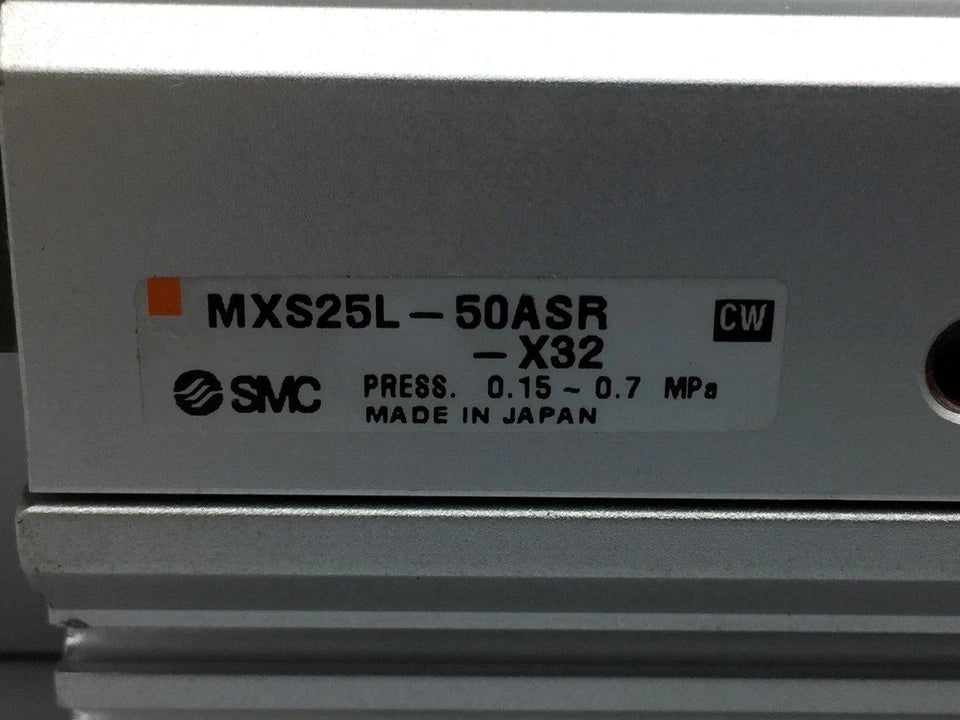 MXS25L-50ASR
-X32
CW
SMC
PRESS. 0.15~0.7 MPa
MADE IN JAPAN